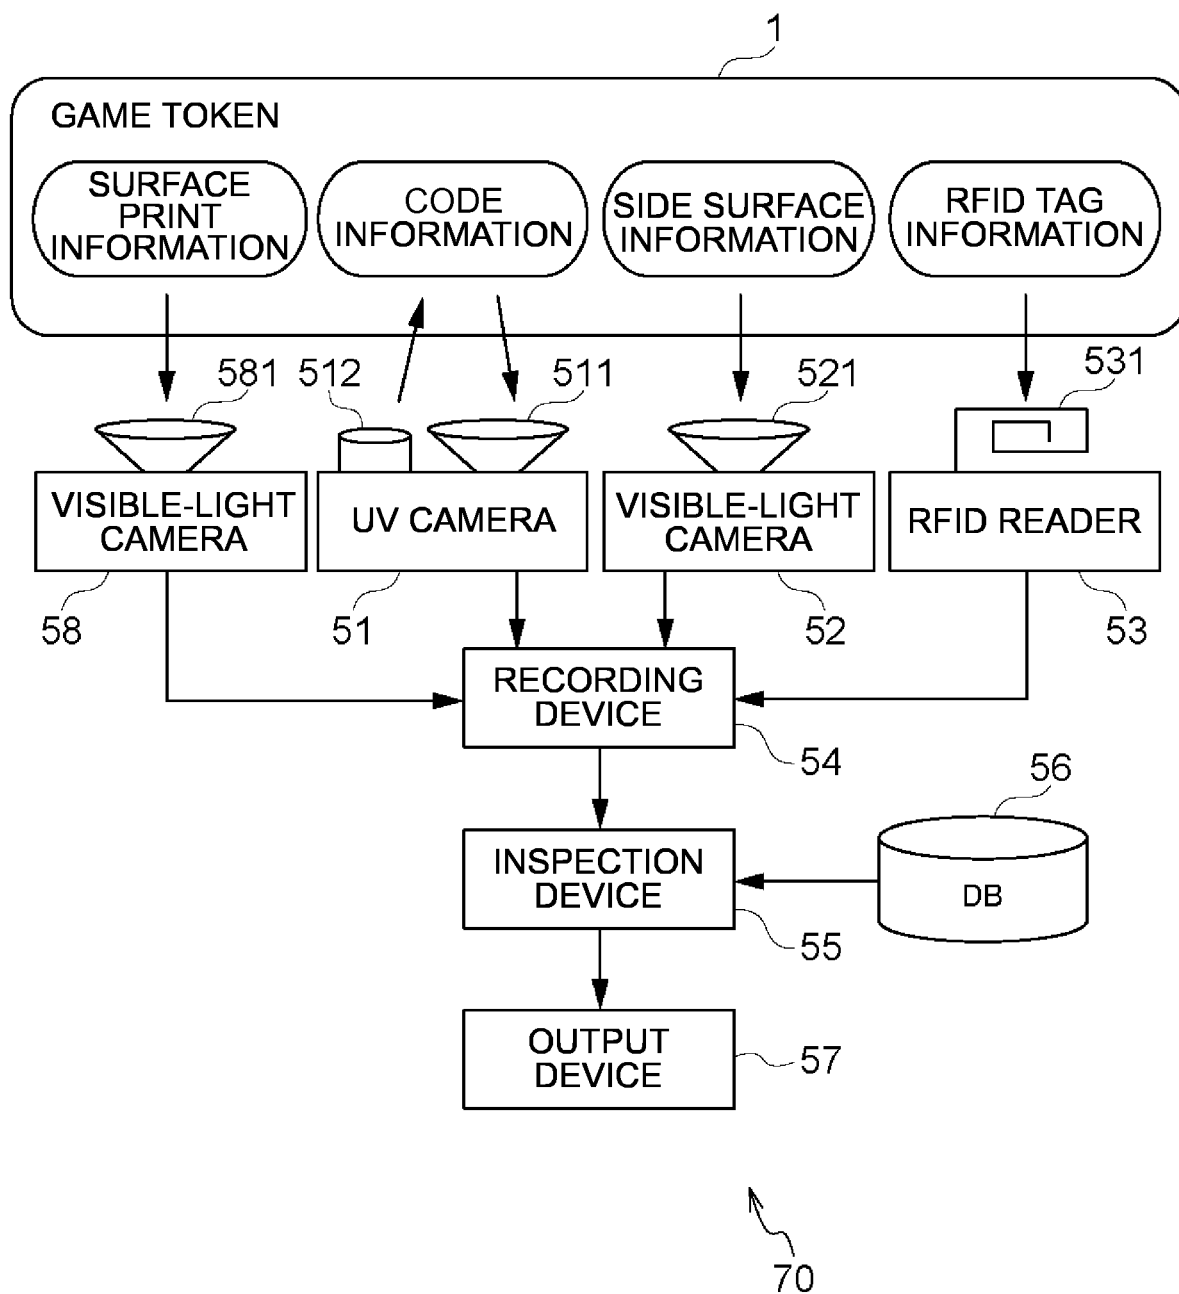 1
GAME TOKEN
SURFACE
PRINT
INFORMATION
CODE
INFORMATION
SIDE SURFACE
INFORMATION
RFID TAG
INFORMATION
581
512
511
521
531
VISIBLE-LIGHT
CAMERA
UV CAMERA
VISIBLE-LIGHT
CAMERA
RFID READER
58
51
52
53
RECORDING
DEVICE
54
56
INSPECTION
DEVICE
DB
55
OUTPUT
DEVICE
57
70